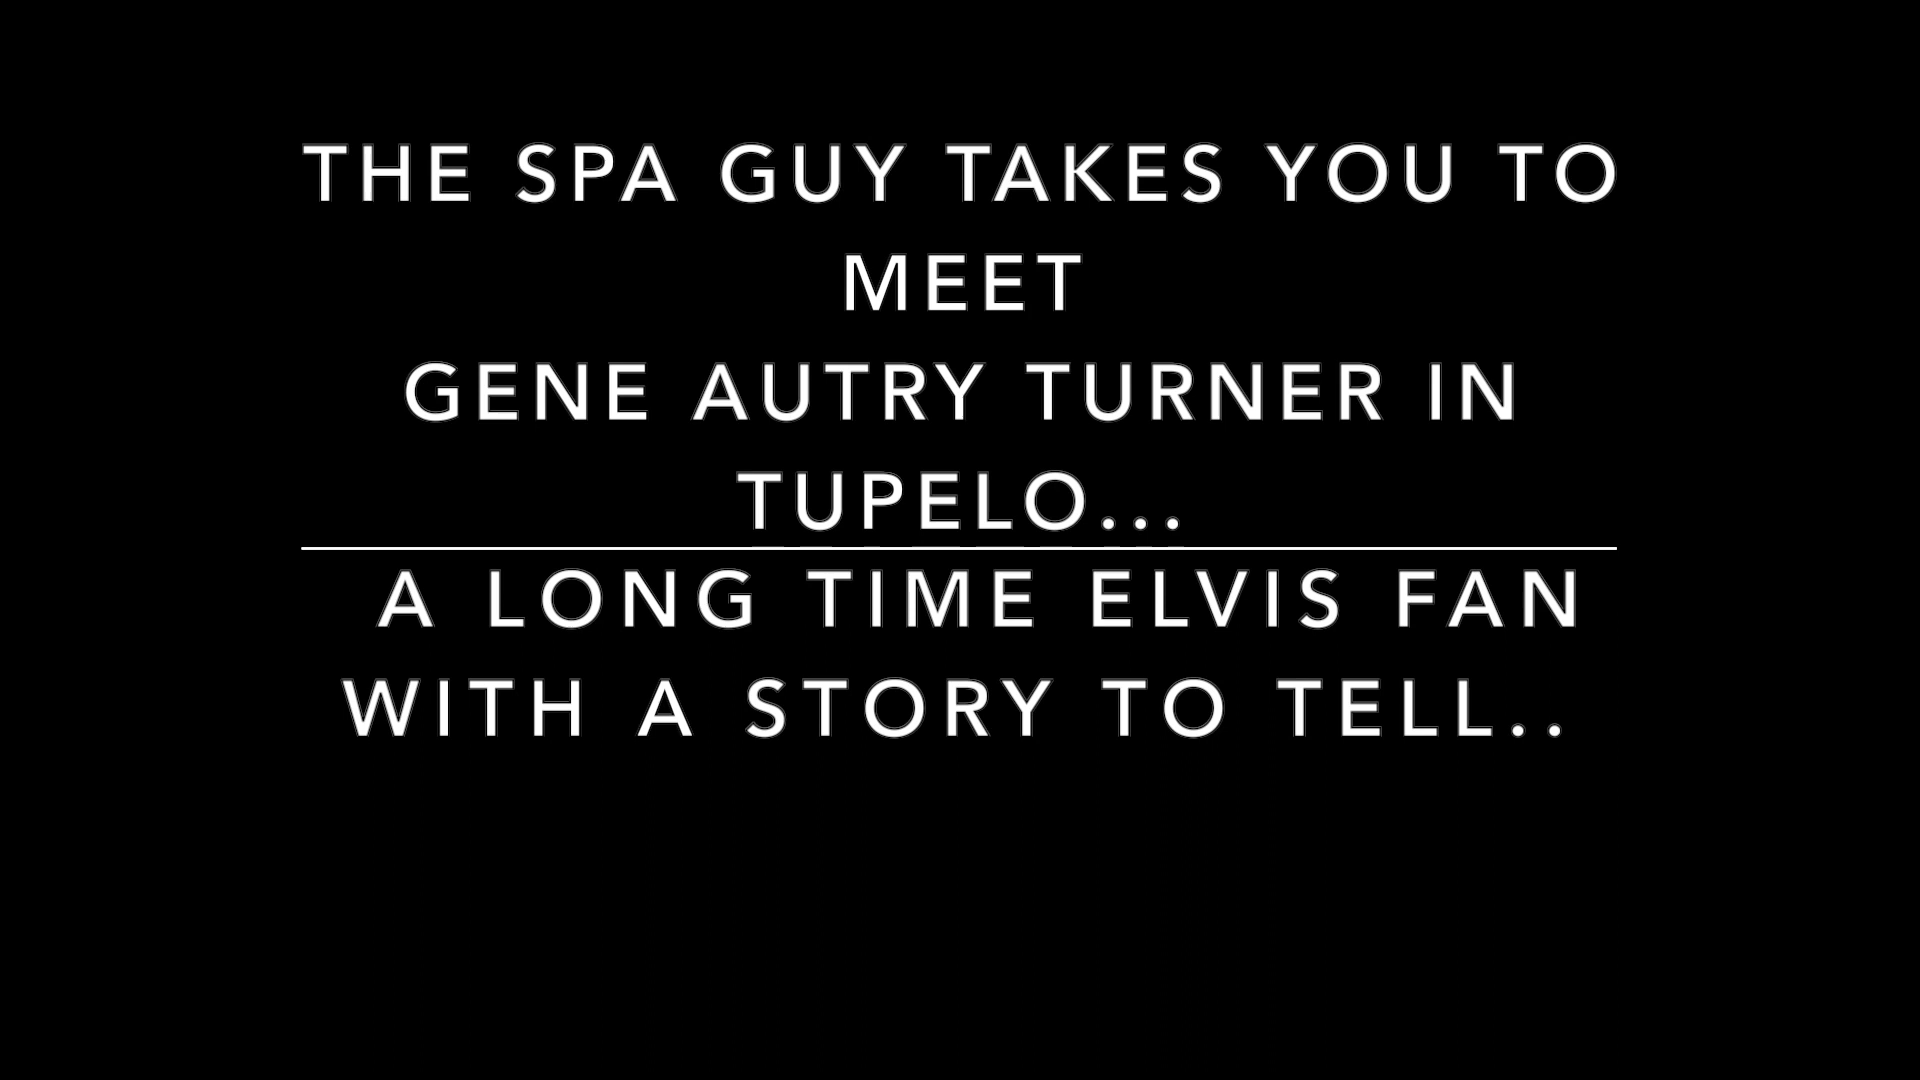 THE SPA GUY TAKES YOU TO
MEET
GENE AUTRY TURNER IN
TUPELO...
A LONG TIME ELVIS FAN
WITH A STORY TO TELL..